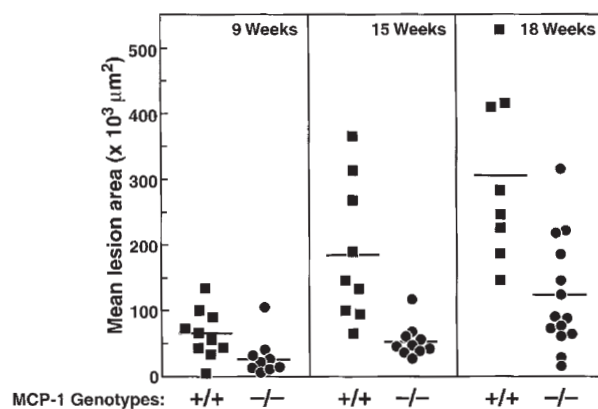 9 Weeks 15 Weeks 18 Weeks
500
400
300
200
100
0
Mean lesion area (x 10³ μm²)
MCP-1 Genotypes: +/+ −/− +/+ −/− +/+ −/−